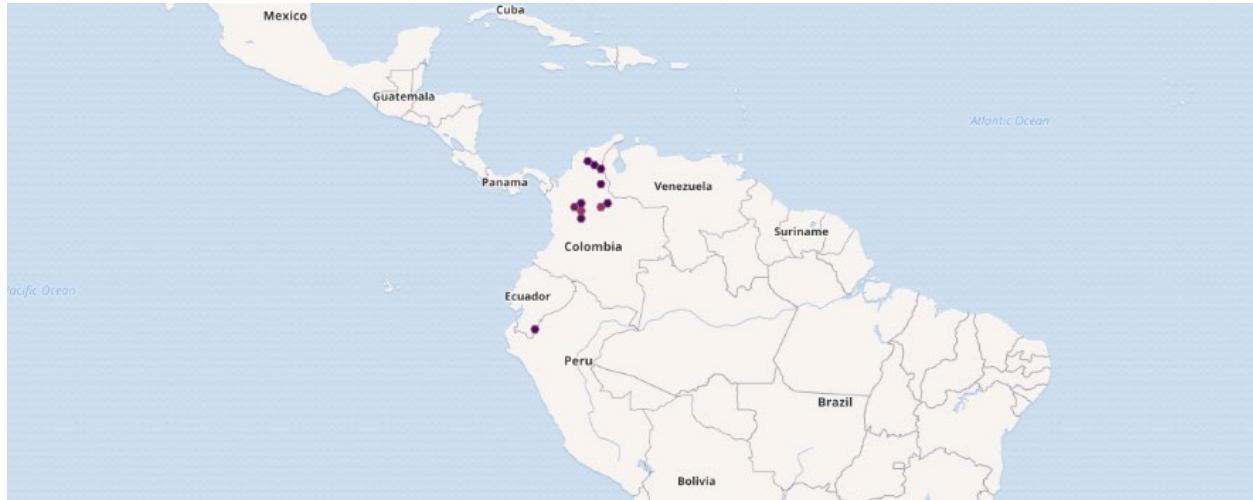 Mexico
Cuba
Guatemala
Atlantic Ocean
Panama
Venezuela
Suriname
Colombia
acific Ocean
Ecuador
Peru
Brazil
Bolivia